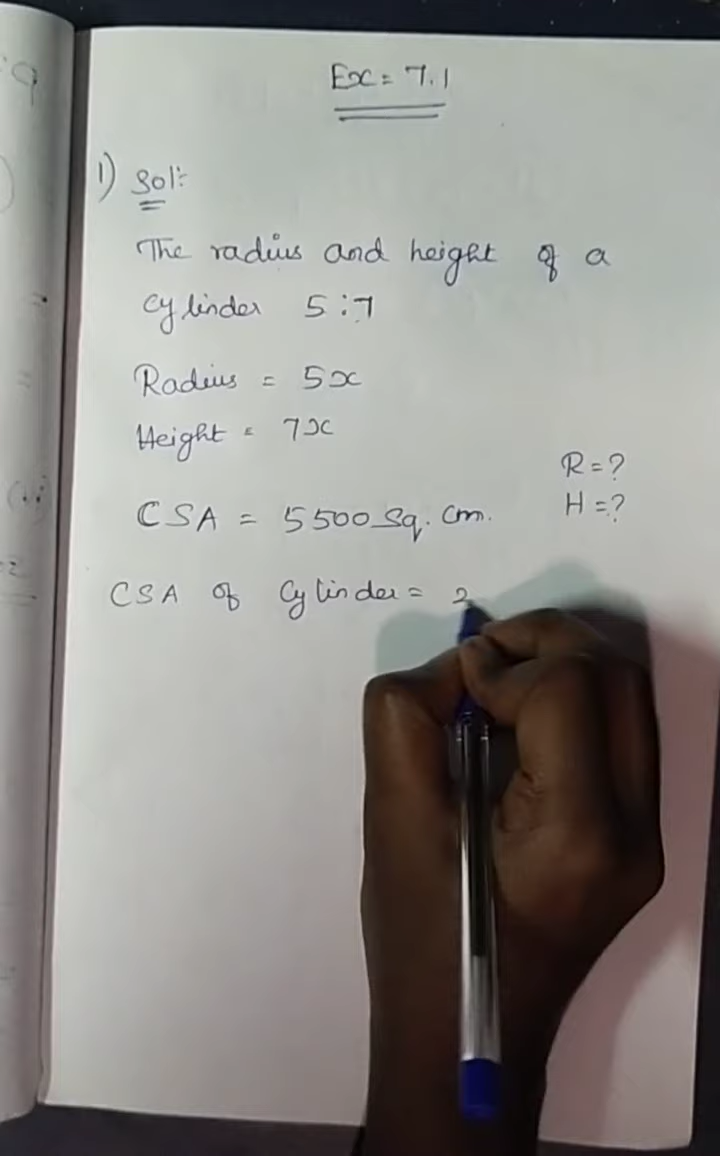 Ex = 7.1
1) Sol:
The radius and height of a
cylinder 5:7
Radius = 5x
Height = 7x
R = ?
H = ?
CSA = 5500 Sq. cm.
CSA of Cylinder = 2